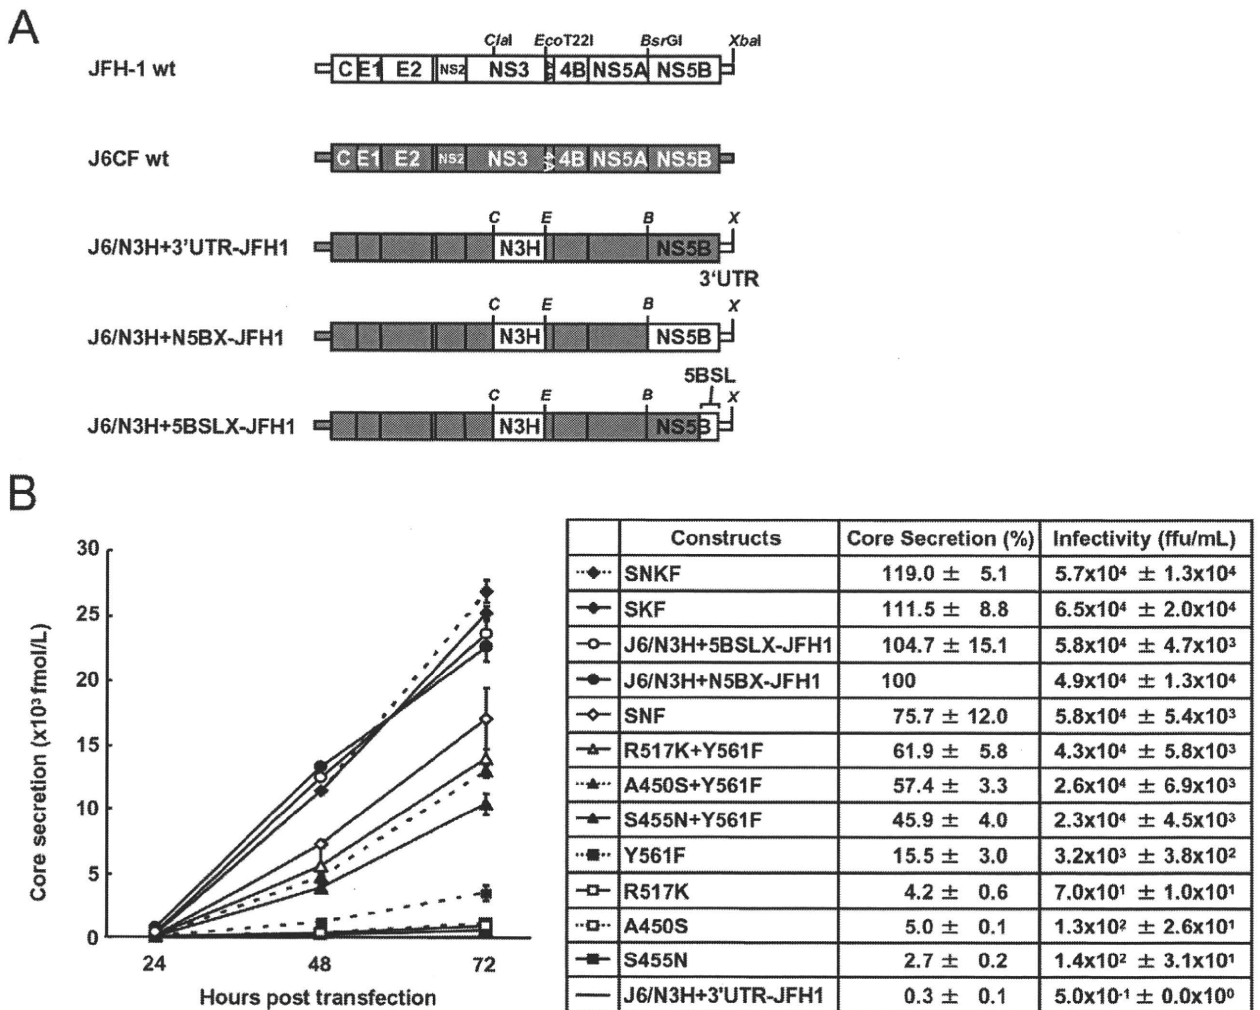 A
ClaI EcoT22I BsrGI XbaI
JFH-1 wt C E1 E2 NS2 NS3 4B NS5A NS5B
J6CF wt C E1 E2 NS2 NS3 4A 4B NS5A NS5B
C E B X
J6/N3H+3'UTR-JFH1 N3H NS5B
3'UTR
C E B X
J6/N3H+N5BX-JFH1 N3H NS5B
5BSL
C E B X
J6/N3H+5BSLX-JFH1 N3H NS5B
B
Core secretion (x10³ fmol/L)
30
25
20
15
10
5
0
24 48 72
Hours post transfection
Constructs Core Secretion (%) Infectivity (ffu/mL)
SNKF 119.0 ± 5.1 5.7x10⁴ ± 1.3x10⁴
SKF 111.5 ± 8.8 6.5x10⁴ ± 2.0x10⁴
J6/N3H+5BSLX-JFH1 104.7 ± 15.1 5.8x10⁴ ± 4.7x10³
J6/N3H+N5BX-JFH1 100 4.9x10⁴ ± 1.3x10⁴
SNF 75.7 ± 12.0 5.8x10⁴ ± 5.4x10³
R517K+Y561F 61.9 ± 5.8 4.3x10⁴ ± 5.8x10³
A450S+Y561F 57.4 ± 3.3 2.6x10⁴ ± 6.9x10³
S455N+Y561F 45.9 ± 4.0 2.3x10⁴ ± 4.5x10³
Y561F 15.5 ± 3.0 3.2x10³ ± 3.8x10²
R517K 4.2 ± 0.6 7.0x10¹ ± 1.0x10¹
A450S 5.0 ± 0.1 1.3x10² ± 2.6x10¹
S455N 2.7 ± 0.2 1.4x10² ± 3.1x10¹
J6/N3H+3'UTR-JFH1 0.3 ± 0.1 5.0x10⁻¹ ± 0.0x10⁰